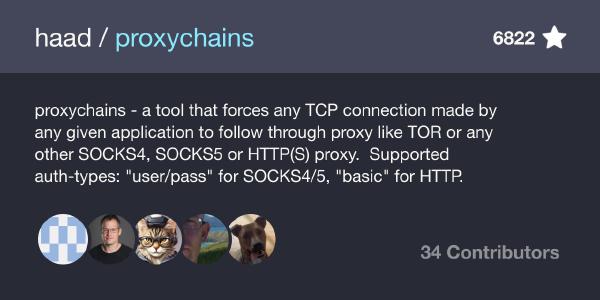 haad / proxychains
6822
proxychains - a tool that forces any TCP connection made by
any given application to follow through proxy like TOR or any
other SOCKS4, SOCKS5 or HTTP(S) proxy.  Supported
auth-types: "user/pass" for SOCKS4/5, "basic" for HTTP.
34 Contributors